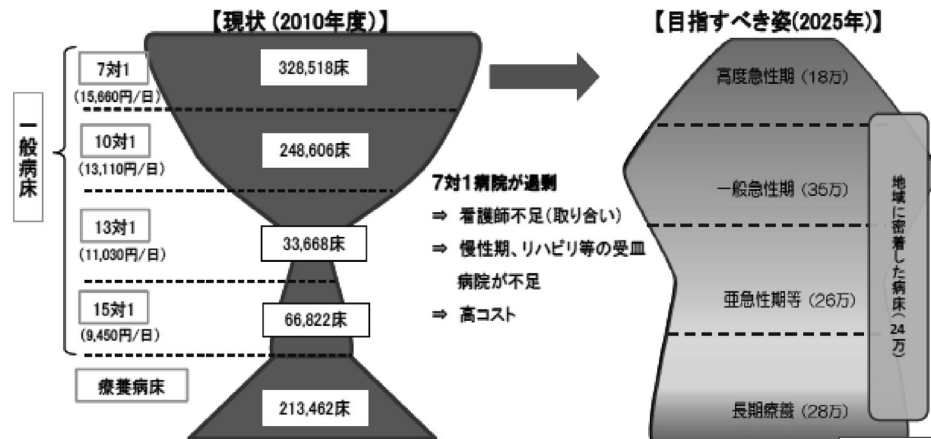 【現状(2010年度)】
一般病床
7対1
(15,660円/日)
328,518床
10対1
(13,110円/日)
248,606床
13対1
(11,030円/日)
33,668床
15対1
(9,450円/日)
66,822床
療養病床
213,462床
7対1病院が過剰
⇒ 看護師不足(取り合い)
⇒ 慢性期、リハビリ等の受皿
病院が不足
⇒ 高コスト
【目指すべき姿(2025年)】
高度急性期(18万)
一般急性期(35万)
亜急性期等(26万)
長期療養(28万)
地域に密着した病床(24万)